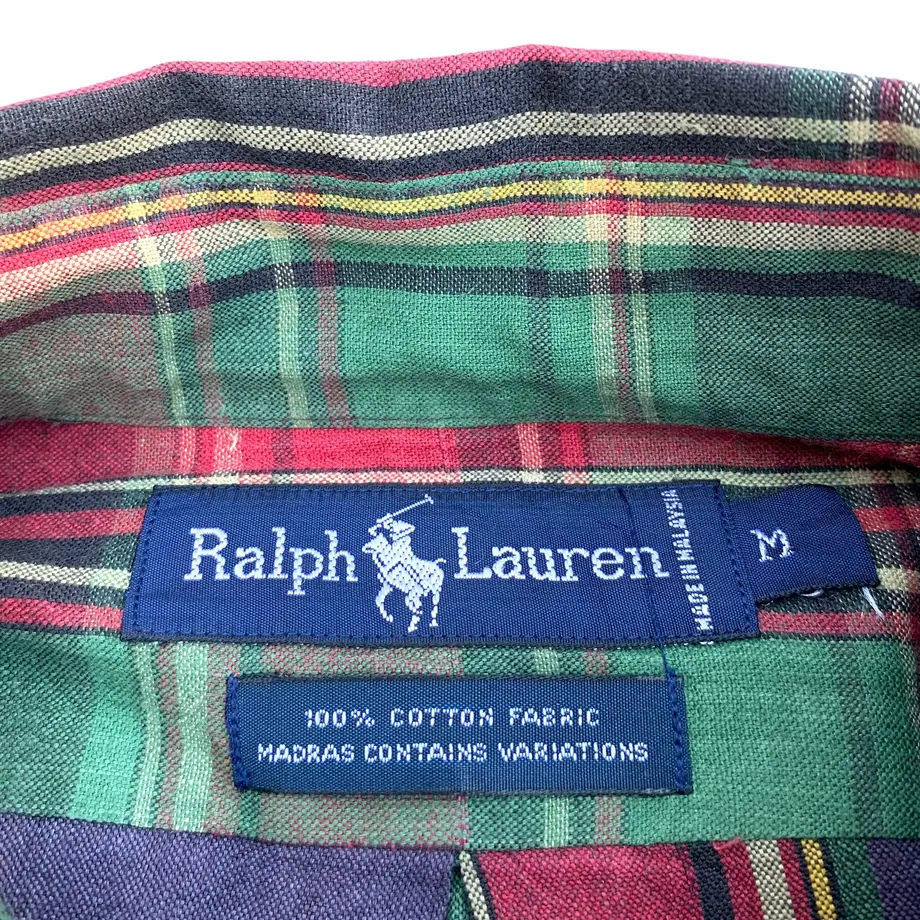 Ralph Lauren
MADE IN MALAYSIA
M
100% COTTON FABRIC
MADRAS CONTAINS VARIATIONS